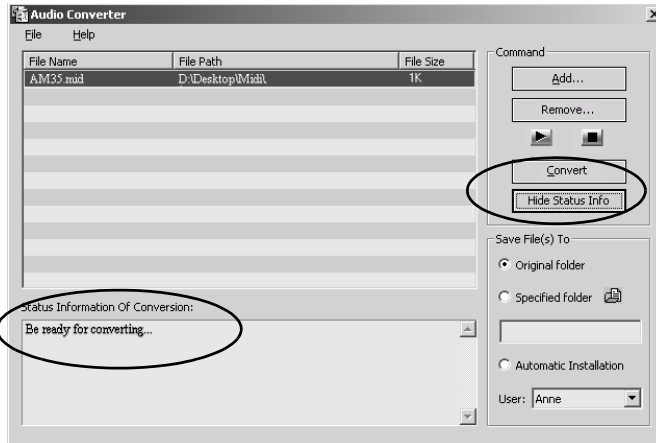 Audio Converter
File Help
File Name File Path File Size
AM35.mid D:\Desktop\Midi\ 1K
Command
Add...
Remove...
Convert
Hide Status Info
Save File(s) To
Original folder
Specified folder
Automatic Installation
User: Anne
Status Information Of Conversion:
Be ready for converting...